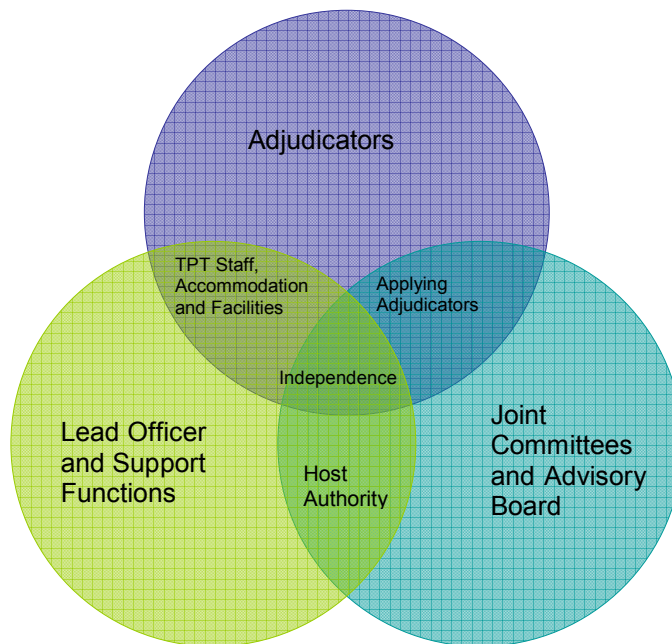 Adjudicators
TPT Staff,
Accommodation
and Facilities
Applying
Adjudicators
Independence
Lead Officer
and Support
Functions
Host
Authority
Joint
Committees
and Advisory
Board